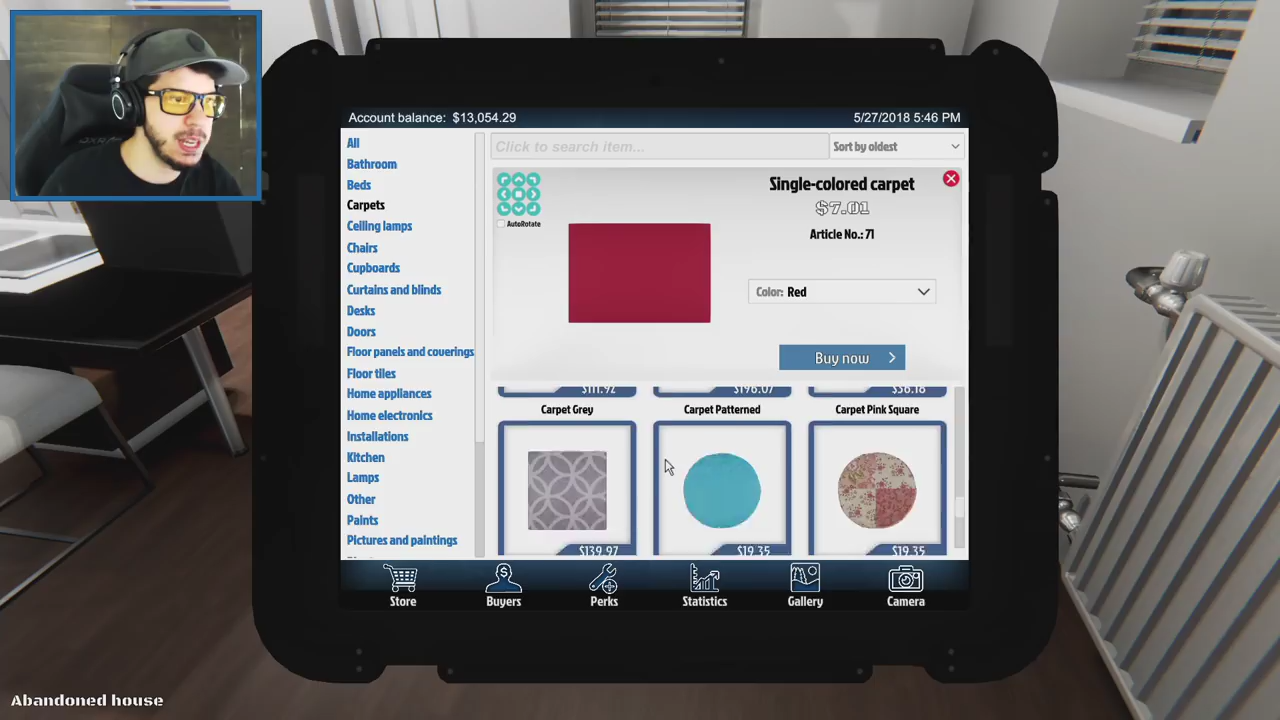 Account balance: $13,054.29
5/27/2018 5:46 PM
All
Bathroom
Beds
Carpets
Ceiling lamps
Chairs
Cupboards
Curtains and blinds
Desks
Doors
Floor panels and coverings
Floor tiles
Home appliances
Home electronics
Installations
Kitchen
Lamps
Other
Paints
Pictures and paintings
Click to search item...
Sort by oldest
AutoRotate
Single-colored carpet
$7.01
Article No.: 71
Color: Red
Buy now
$111.92
$196.07
Carpet Grey
Carpet Patterned
Carpet Pink Square
$139.97
$19.35
$19.35
Store
Buyers
Perks
Statistics
Gallery
Camera
Abandoned house